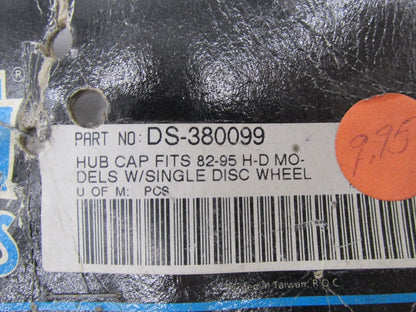 ®
PART NO: DS-380099
9.95
HUB CAP FITS 82-95 H-D MO-
DELS W/SINGLE DISC WHEEL
U OF M: PCS
in Taiwan, R.O.C.